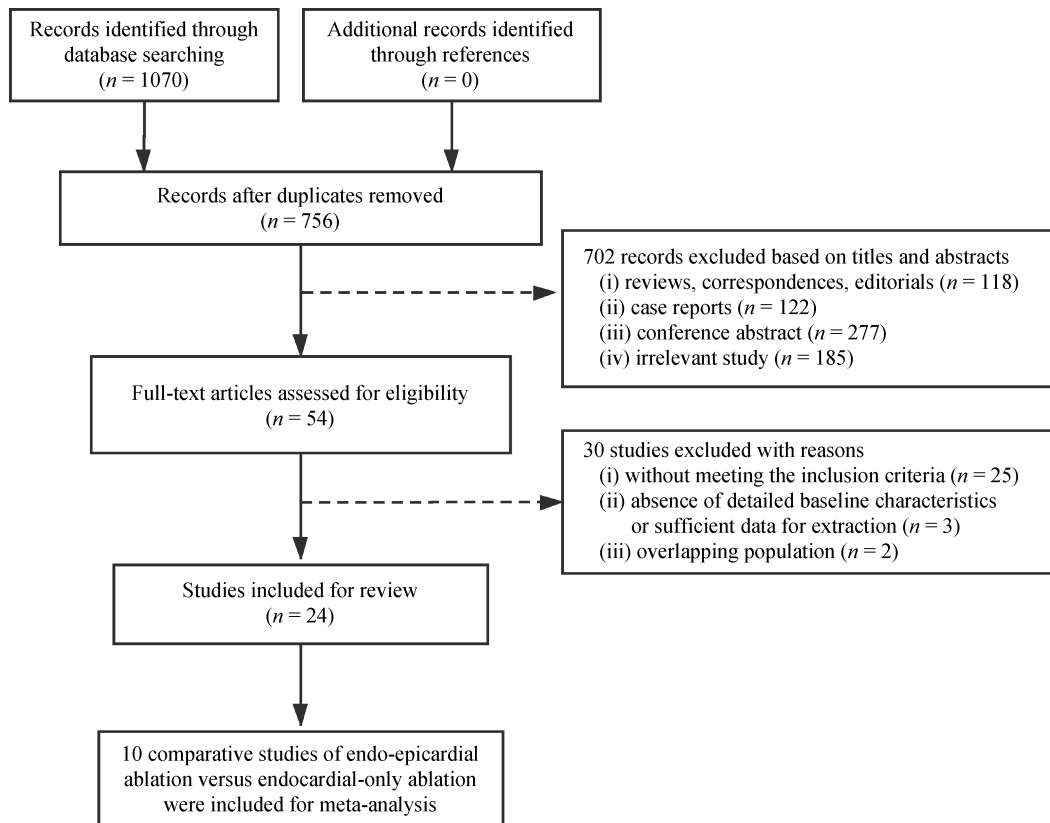 Records identified through
database searching
(n = 1070)
Additional records identified
through references
(n = 0)
Records after duplicates removed
(n = 756)
702 records excluded based on titles and abstracts
(i) reviews, correspondences, editorials (n = 118)
(ii) case reports (n = 122)
(iii) conference abstract (n = 277)
(iv) irrelevant study (n = 185)
Full-text articles assessed for eligibility
(n = 54)
30 studies excluded with reasons
(i) without meeting the inclusion criteria (n = 25)
(ii) absence of detailed baseline characteristics
or sufficient data for extraction (n = 3)
(iii) overlapping population (n = 2)
Studies included for review
(n = 24)
10 comparative studies of endo-epicardial
ablation versus endocardial-only ablation
were included for meta-analysis